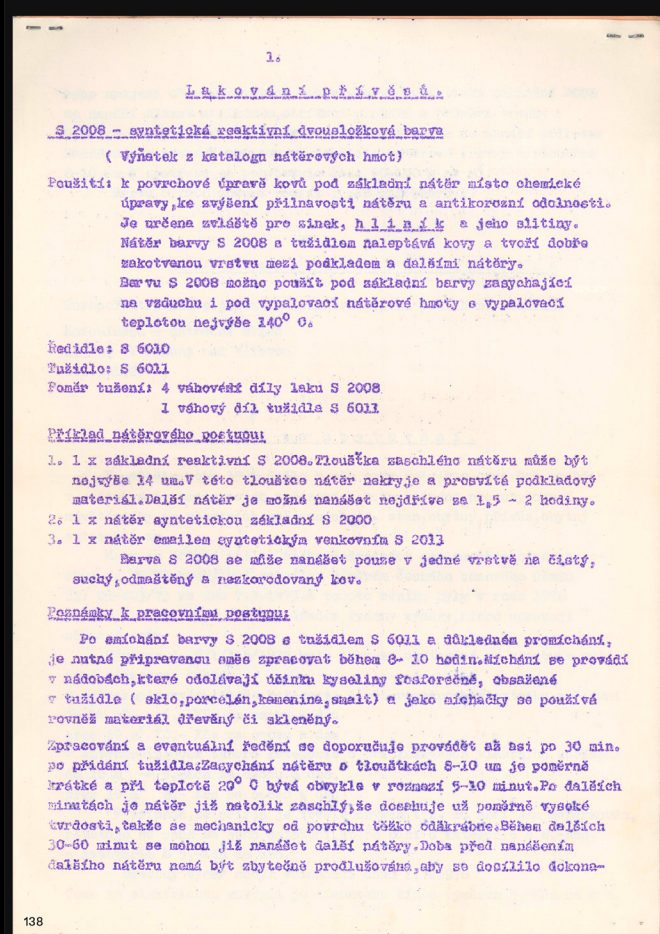 1.
L a k o v á n í  p ř í v ě s ů.
S 2008 - syntetická reaktivní dvousložková barva
( Výňatek z katalogu nátěrových hmot)
Použití: k povrchové úpravě kovů pod základní nátěr místo chemické
úpravy,ke zvýšení přilnavosti nátěru a antikorozní odolnosti.
Je určena zvláště pro zinek, h l i n í k  a jeho slitiny.
Nátěr barvy S 2008 s tužidlem naleptává kovy a tvoří dobře
zakotvenou vrstvu mezi podkladem a dalšími nátěry.
Barvu S 2008 možno použít pod základní barvy zasychající
na vzduchu i pod vypalovací nátěrové hmoty s vypalovací
teplotou nejvýše 140° C.
Ředidlo: S 6010
Tužidlo: S 6011
Poměr tužení: 4 váhové díly laku S 2008
1 váhový díl tužidla S 6011
Příklad nátěrového postupu:
1. 1 x základní reaktivní S 2008.Tloušťka zaschlého nátěru může být
nejvýše 14 um.V této tloušťce nátěr nekryje a prosvítá podkladový
materiál.Další nátěr je možné nanášet nejdříve za 1,5 - 2 hodiny.
2. 1 x nátěr syntetickou základní S 2000
3. 1 x nátěr emailem syntetickým venkovním S 2013
Barva S 2008 se může nanášet pouze v jedné vrstvě na čistý,
suchý,odmaštěný a nezkorodovaný kov.
Poznámky k pracovnímu postupu:
Po smíchání barvy S 2008 s tužidlem S 6011 a důkladném promíchání,
je nutné připravenou směs zpracovat během 8- 10 hodin.Míchání se provádí
v nádobách,které odolávají účinku kyseliny fosforečné, obsažené
v tužidle ( sklo,porcelán,kamenina,smalt) a jako míchačky se používá
rovněž materiál dřevěný či skleněný.
Zpracování a eventuální ředění se doporučuje provádět až asi po 30 min.
po přidání tužidla.Zasychání nátěru o tloušťkách 8-10 um je poměrně
krátké a při teplotě 20° C bývá obvykle v rozmezí 5-10 minut.Po dalších
minutách je nátěr již natolik zaschlý,že dosahuje už poměrně vysoké
tvrdosti,takže se mechanicky od povrchu těžko odškrábne.Během dalších
30-60 minut se mohou již nanášet další nátěry.Doba před nanášením
dalšího nátěru nemá být zbytečně prodlužována,aby se docílilo dokona-
138